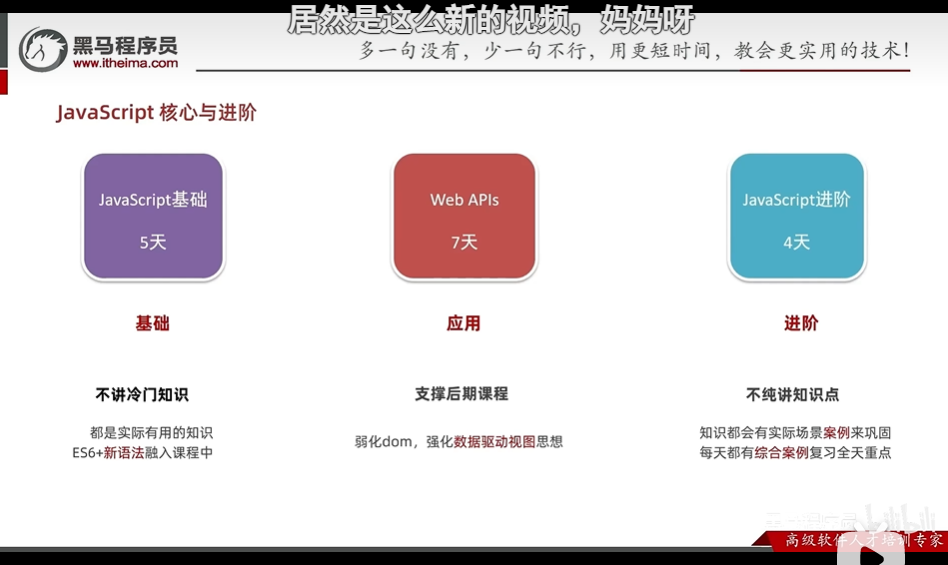 居然是这么新的视频，妈妈呀
黑马程序员
www.itheima.com
多一句没有，少一句不行，用更短时间，教会更实用的技术！
JavaScript 核心与进阶
JavaScript基础
5天
Web APIs
7天
JavaScript进阶
4天
基础
应用
进阶
不讲冷门知识
支撑后期课程
不纯讲知识点
都是实际有用的知识
ES6+新语法融入课程中
弱化dom，强化数据驱动视图思想
知识都会有实际场景案例来巩固
每天都有综合案例复习全天重点
高级软件人才培训专家